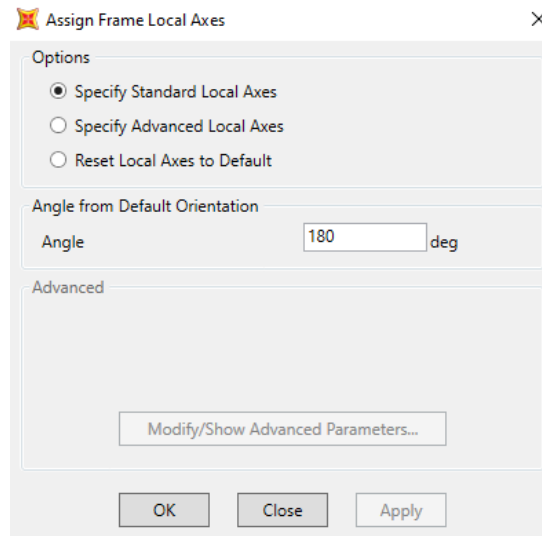 Assign Frame Local Axes
Options
Specify Standard Local Axes
Specify Advanced Local Axes
Reset Local Axes to Default
Angle from Default Orientation
Angle 180 deg
Advanced
Modify/Show Advanced Parameters...
OK Close Apply